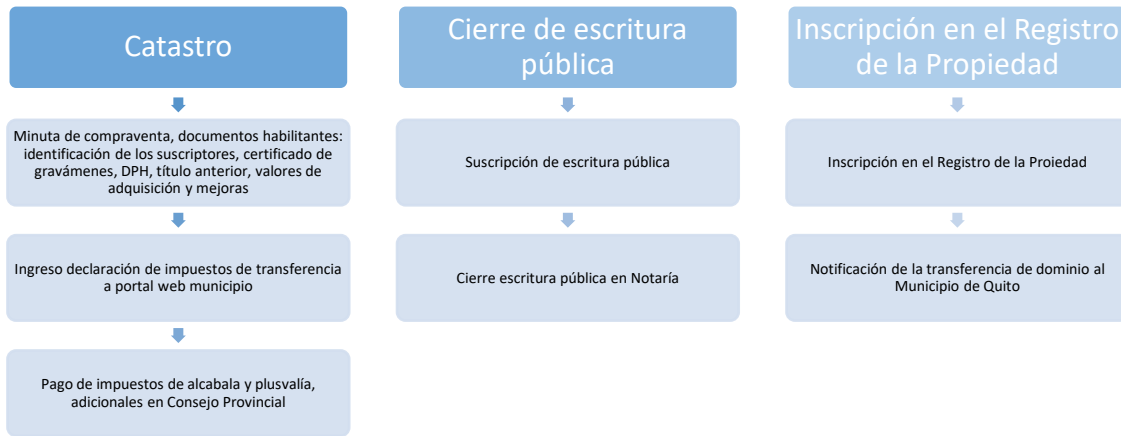 Catastro
Minuta de compraventa, documentos habilitantes:
identificación de los suscriptores, certificado de
gravámenes, DPH, título anterior, valores de
adquisición y mejoras
Ingreso declaración de impuestos de transferencia
a portal web municipio
Pago de impuestos de alcabala y plusvalía,
adicionales en Consejo Provincial
Cierre de escritura
pública
Suscripción de escritura pública
Cierre escritura pública en Notaría
Inscripción en el Registro
de la Propiedad
Inscripción en el Registro de la Proiedad
Notificación de la transferencia de dominio al
Municipio de Quito